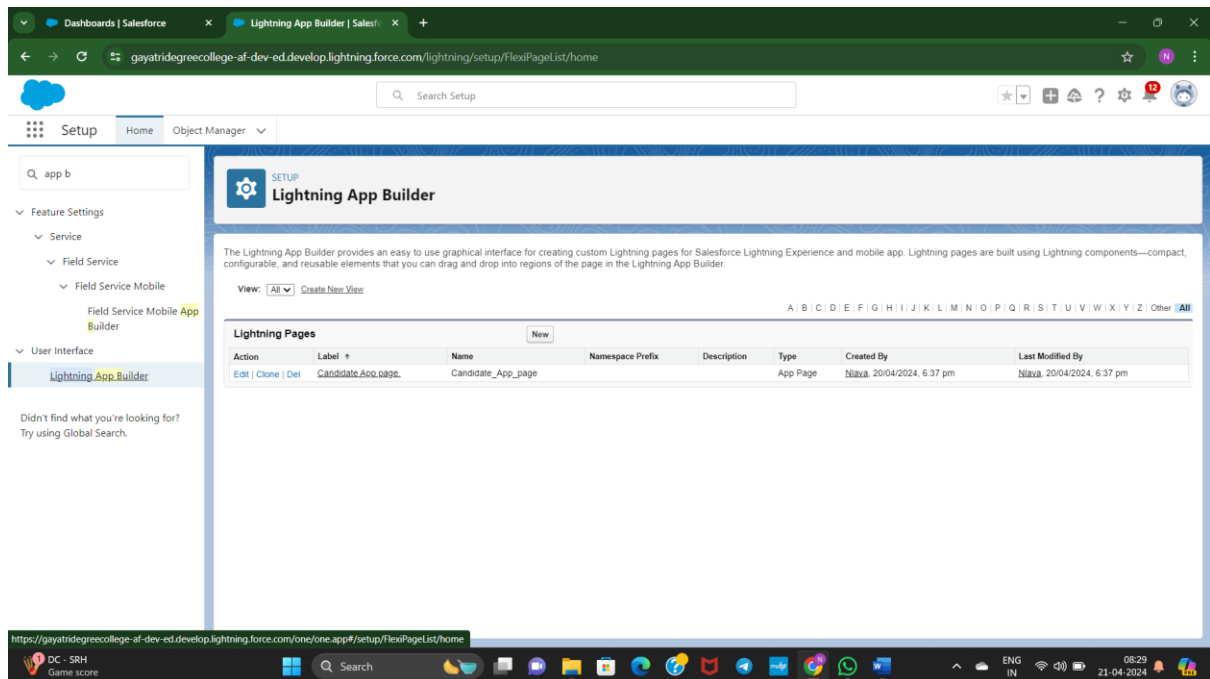 Dashboards | Salesforce
Lightning App Builder | Salesf
gayatridegreecollege-af-dev-ed.develop.lightning.force.com/lightning/setup/FlexiPageList/home
N
Search Setup
12
Setup Home Object Manager
app b
Feature Settings
Service
Field Service
Field Service Mobile
Field Service Mobile App
Builder
User Interface
Lightning App Builder
Didn't find what you're looking for?
Try using Global Search.
SETUP
Lightning App Builder
The Lightning App Builder provides an easy to use graphical interface for creating custom Lightning pages for Salesforce Lightning Experience and mobile app. Lightning pages are built using Lightning components—compact,
configurable, and reusable elements that you can drag and drop into regions of the page in the Lightning App Builder.
View: All Create New View
A | B | C | D | E | F | G | H | I | J | K | L | M | N | O | P | Q | R | S | T | U | V | W | X | Y | Z | Other All
Lightning Pages New
Action Label Name Namespace Prefix Description Type Created By Last Modified By
Edit | Clone | Del Candidate App page. Candidate_App_page App Page Nlava, 20/04/2024, 6:37 pm Nlava, 20/04/2024, 6:37 pm
https://gayatridegreecollege-af-dev-ed.develop.lightning.force.com/one/one.app#/setup/FlexiPageList/home
1
DC - SRH
Game score
Search
ENG
IN
08:29
21-04-2024